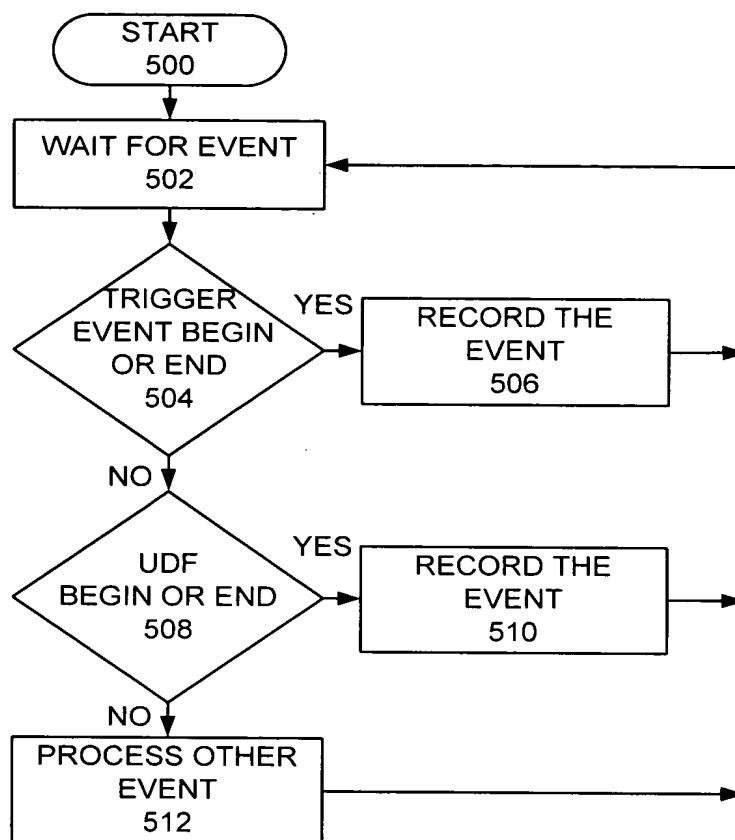 START
500
WAIT FOR EVENT
502
TRIGGER
EVENT BEGIN
OR END
504
YES
RECORD THE
EVENT
506
NO
UDF
BEGIN OR END
508
YES
RECORD THE
EVENT
510
NO
PROCESS OTHER
EVENT
512